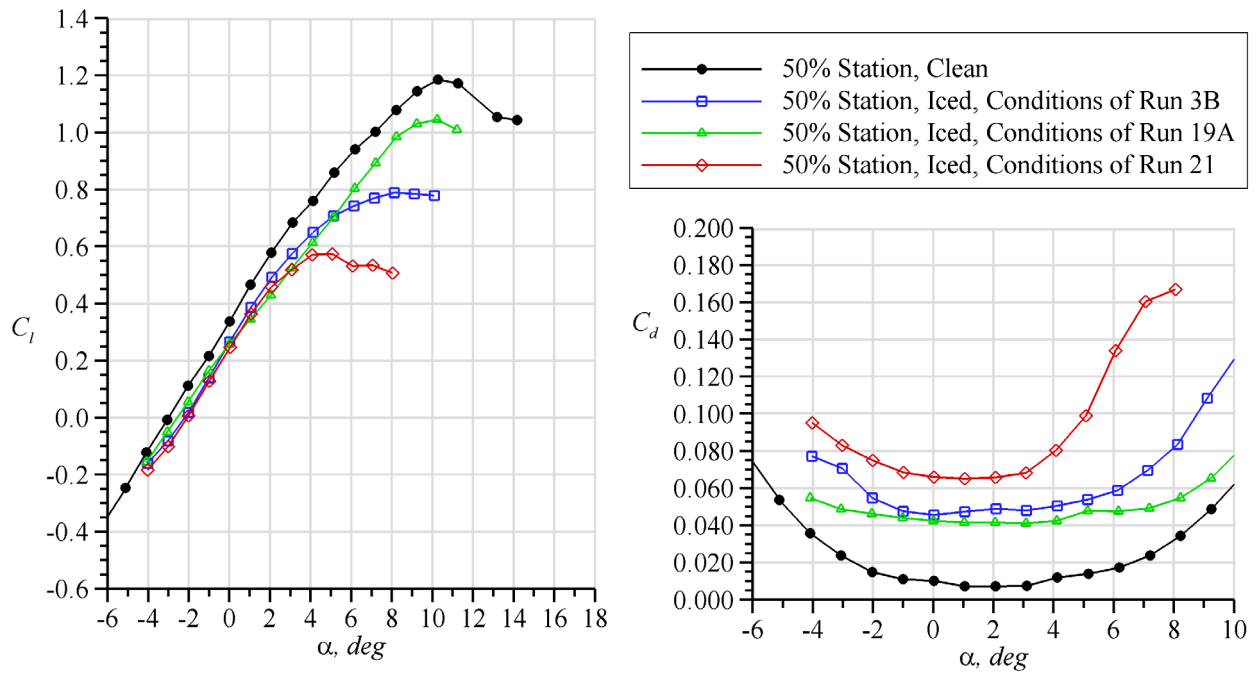 1.4
1.2
1.0
0.8
0.6
0.4
0.2
0.0
-0.2
-0.4
-0.6
C_l
-6 -4 -2 0 2 4 6 8 10 12 14 16 18
α, deg
50% Station, Clean
50% Station, Iced, Conditions of Run 3B
50% Station, Iced, Conditions of Run 19A
50% Station, Iced, Conditions of Run 21
0.200
0.180
0.160
0.140
0.120
0.100
0.080
0.060
0.040
0.020
0.000
C_d
-6 -4 -2 0 2 4 6 8 10
α, deg